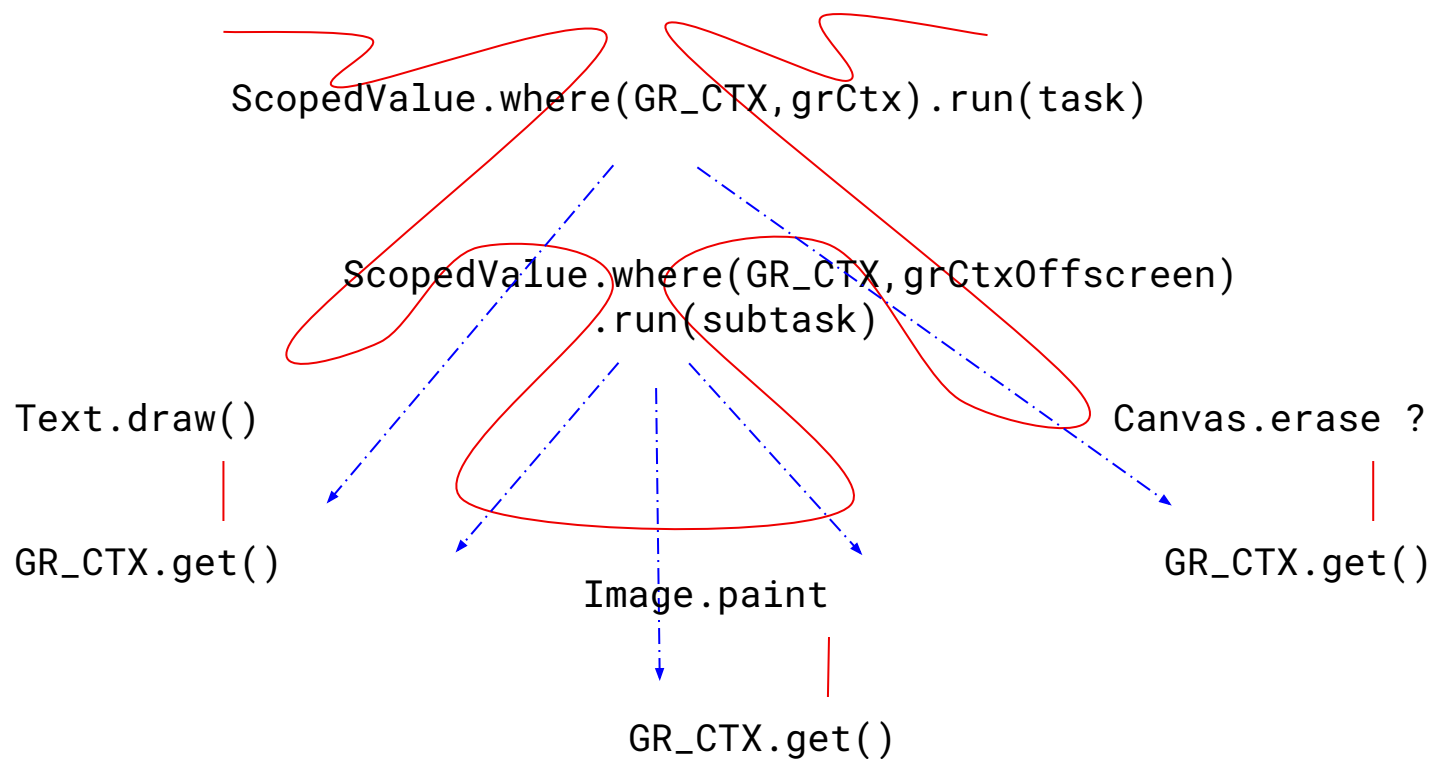 ScopedValue.where(GR_CTX,grCtx).run(task)
ScopedValue.where(GR_CTX,grCtxOffscreen)
.run(subtask)
Text.draw()
Canvas.erase ?
GR_CTX.get()
GR_CTX.get()
Image.paint
GR_CTX.get()